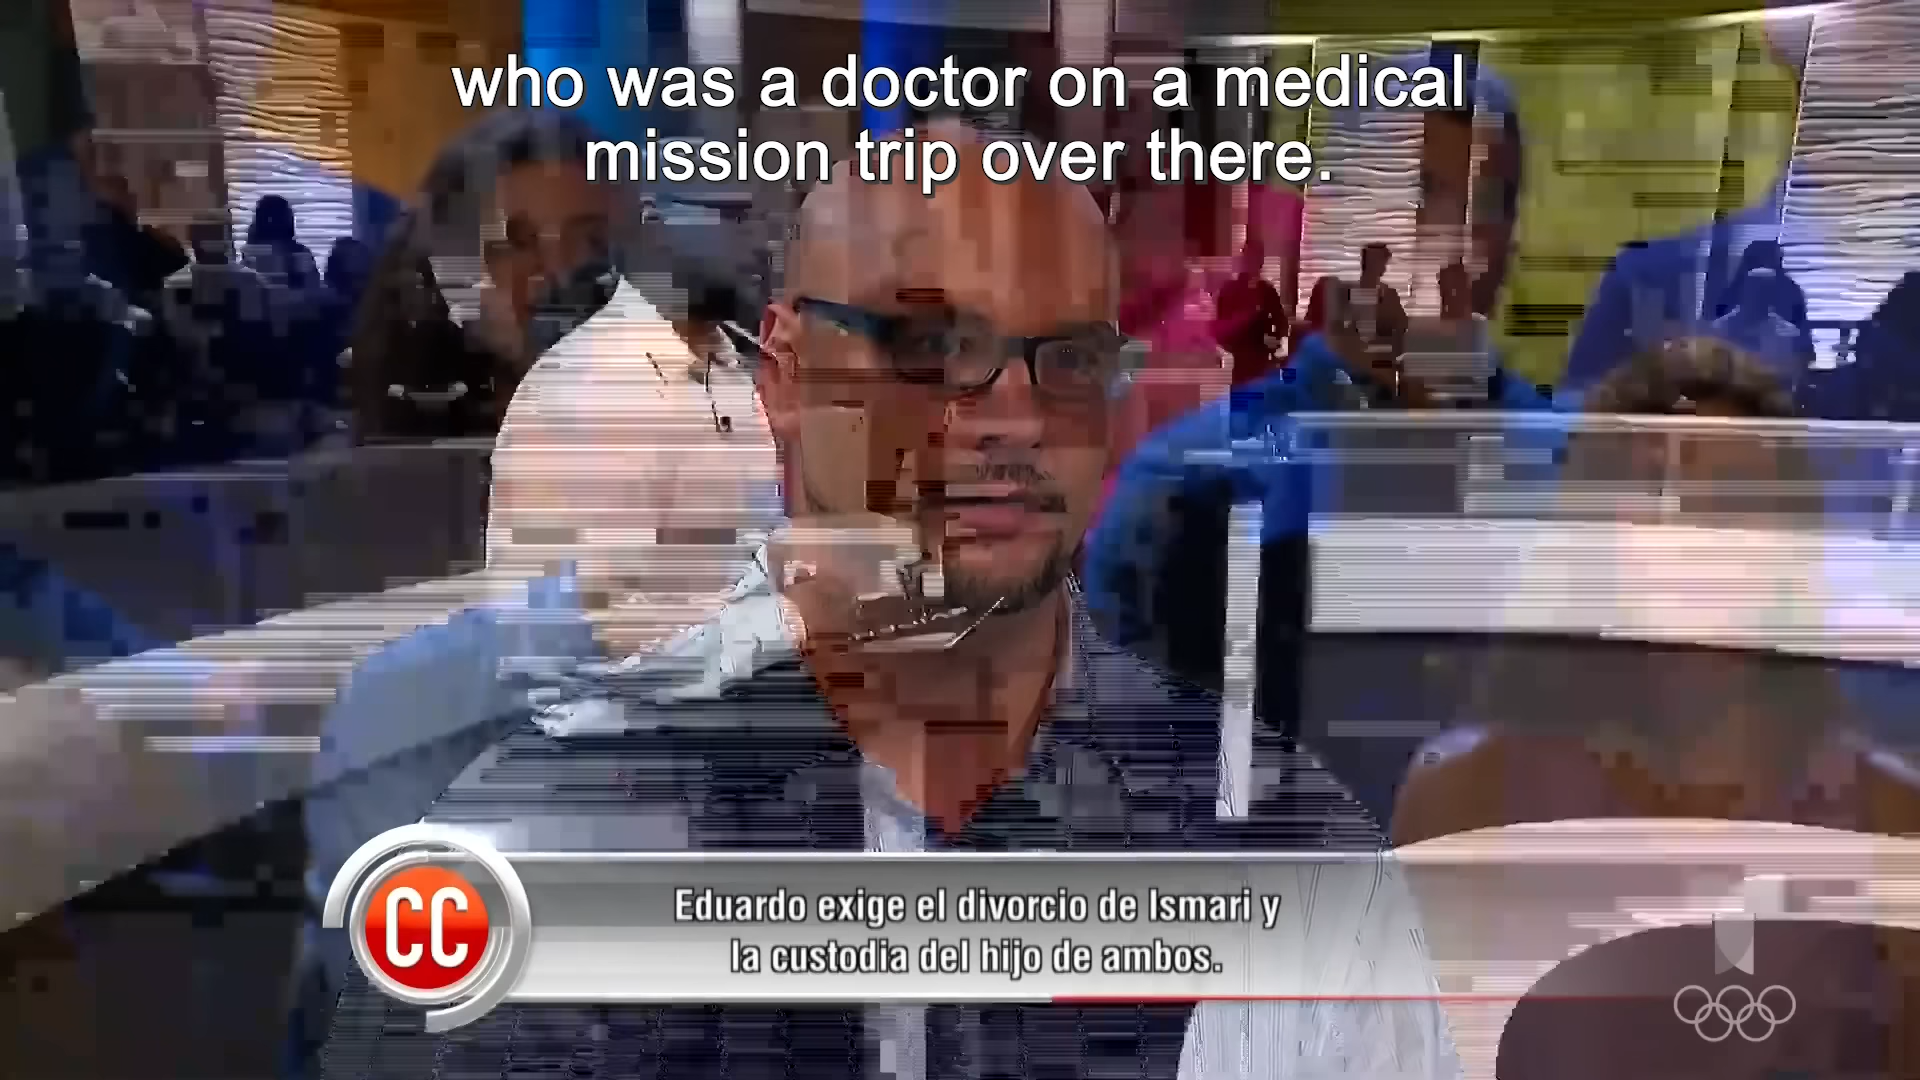 who was a doctor on a medical
mission trip over there.
CC
Eduardo exige el divorcio de Ismari y
la custodia del hijo de ambos.